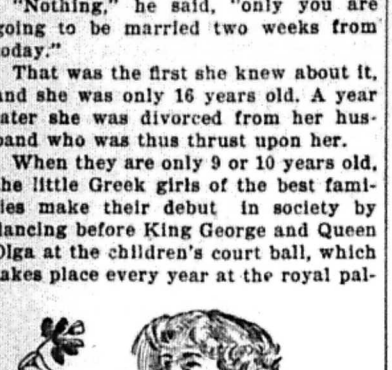 "Nothing," he said, "only you are
going to be married two weeks from
today."
That was the first she knew about it,
and she was only 16 years old. A year
later she was divorced from her hus-
band who was thus thrust upon her.
When they are only 9 or 10 years old,
the little Greek girls of the best fami-
lies make their debut in society by
dancing before King George and Queen
Olga at the children's court ball, which
takes place every year at the royal pal-